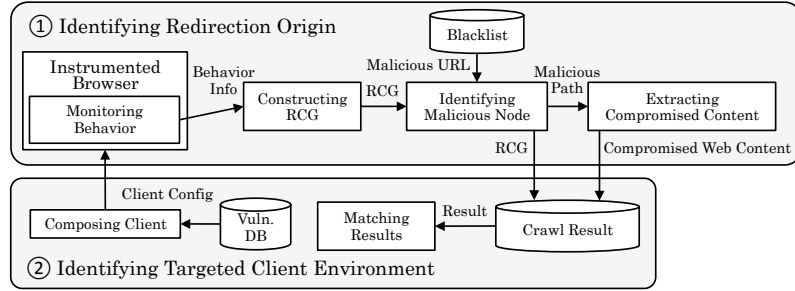 ① Identifying Redirection Origin
Blacklist
Instrumented
Browser
Monitoring
Behavior
Behavior
Info
Constructing
RCG
RCG
Malicious URL
Identifying
Malicious Node
Malicious
Path
Extracting
Compromised Content
RCG
Compromised Web Content
Client Config
Composing Client
Vuln.
DB
Matching
Results
Result
Crawl Result
② Identifying Targeted Client Environment